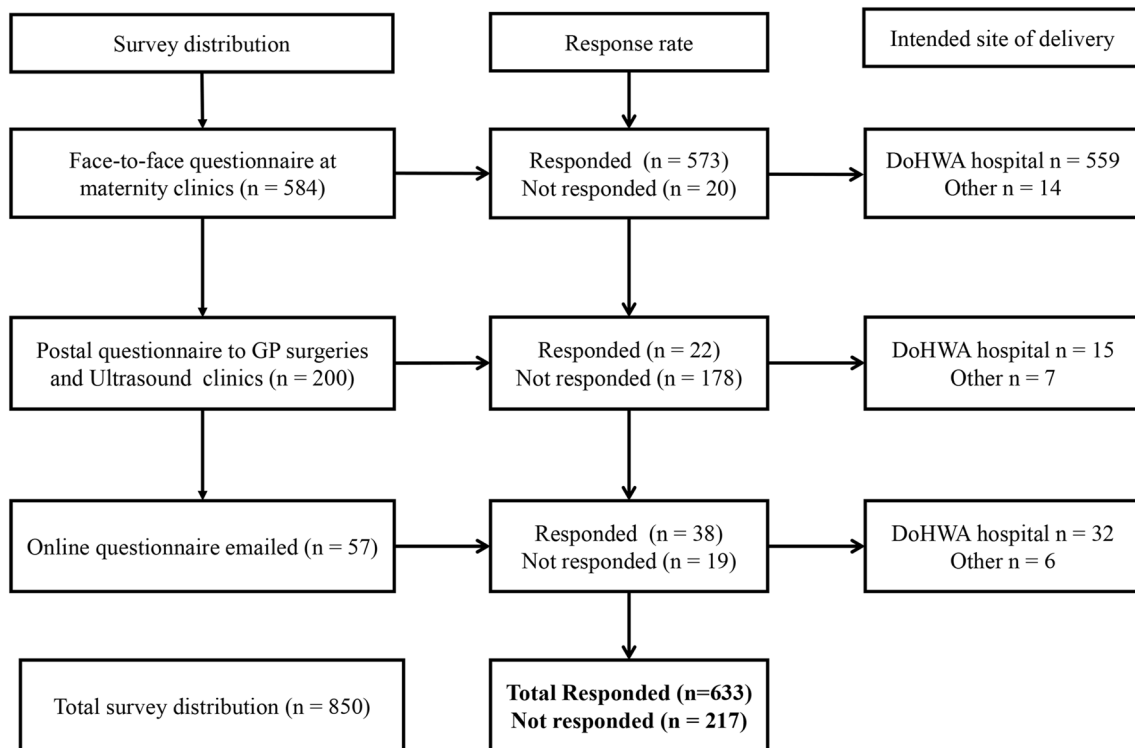 Survey distribution
Response rate
Intended site of delivery
Face-to-face questionnaire at
maternity clinics (n = 584)
Responded (n = 573)
Not responded (n = 20)
DoHWA hospital n = 559
Other n = 14
Postal questionnaire to GP surgeries
and Ultrasound clinics (n = 200)
Responded (n = 22)
Not responded (n = 178)
DoHWA hospital n = 15
Other n = 7
Online questionnaire emailed (n = 57)
Responded (n = 38)
Not responded (n = 19)
DoHWA hospital n = 32
Other n = 6
Total survey distribution (n = 850)
Total Responded (n=633)
Not responded (n = 217)